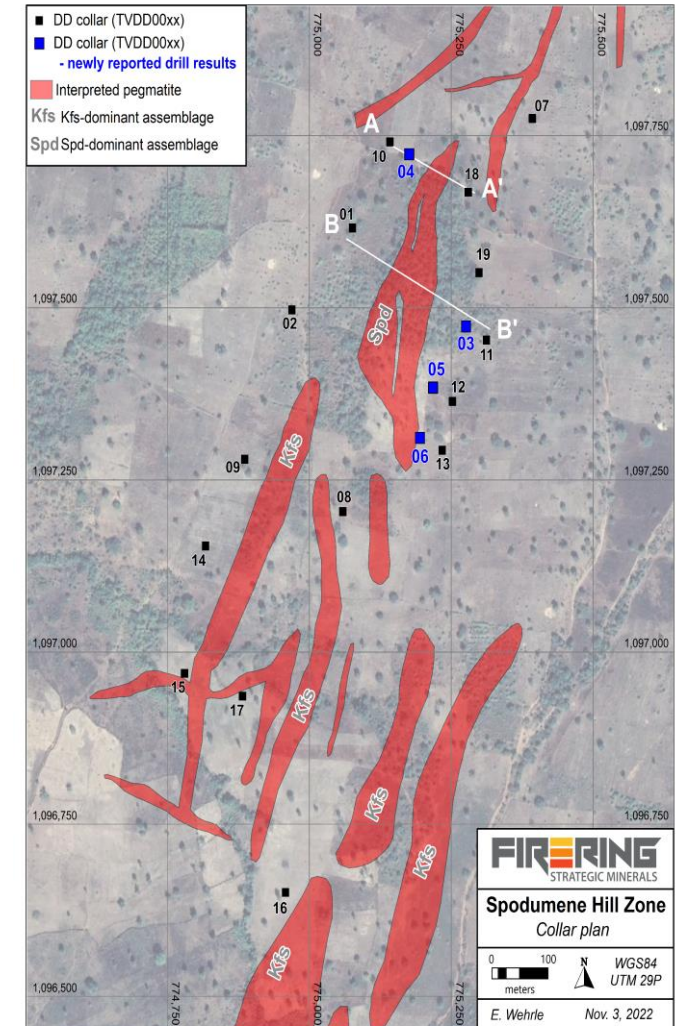 DD collar (TVDD00xx)
DD collar (TVDD00xx)
- newly reported drill results
Interpreted pegmatite
Kfs Kfs-dominant assemblage
Spd Spd-dominant assemblage
775,000
775,250
775,500
07
A
1,097,750
10
04
18
A'
01
B
19
1,097,500
1,097,500
02
Spd
B'
03
11
05
12
Kfs
06
13
09
1,097,250
1,097,250
08
14
1,097,000
1,097,000
15
17
Kfs
1,096,750
1,096,750
Kfs
Kfs
16
Kfs
1,096,500
774,750
775,000
775,250
FIRERING
STRATEGIC MINERALS
Spodumene Hill Zone
Collar plan
0 100
meters
N
WGS84
UTM 29P
E. Wehrle Nov. 3, 2022